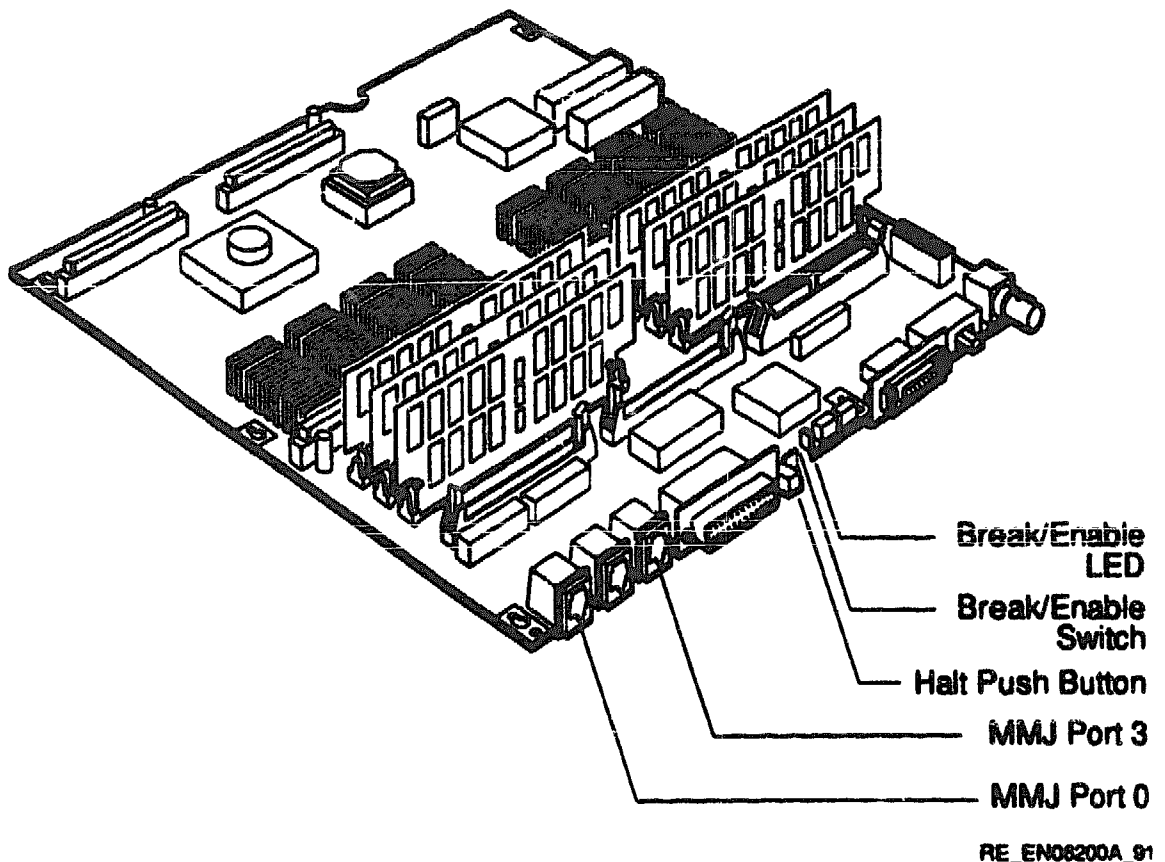 Break/Enable
LED
Break/Enable
Switch
Halt Push Button
MMJ Port 3
MMJ Port 0
RE_EN06200A_91